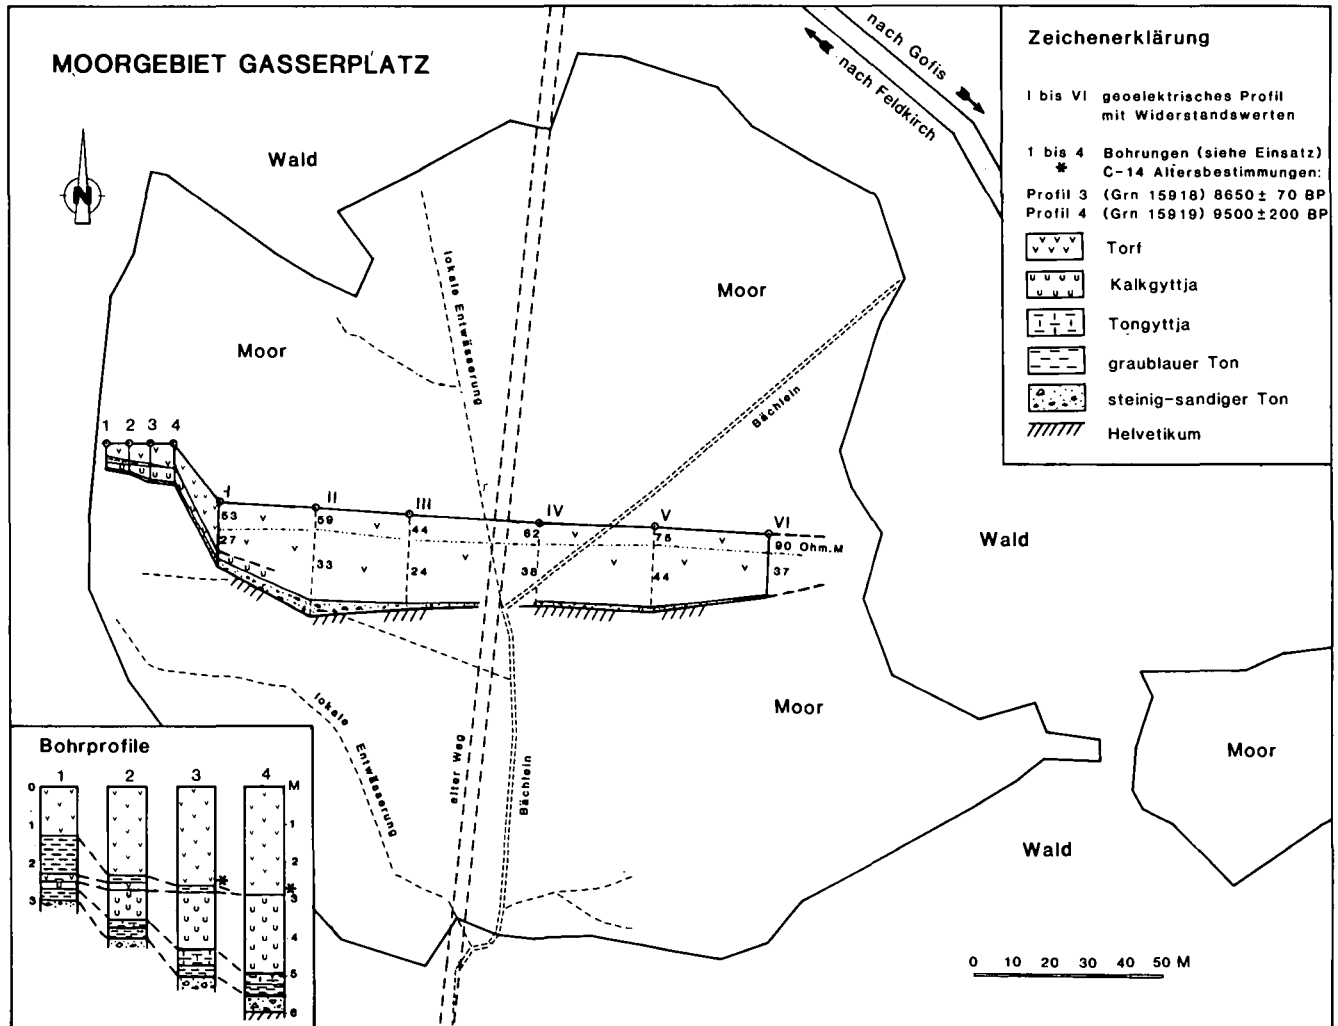 MOORGEBIET GASSERPLATZ
nach Gofis
nach Feldkirch
N
Wald
Moor
Moor
lokale Entwässerung
Bächlein
Zeichenerklärung
I bis VI geoelektrisches Profil
mit Widerstandswerten
1 bis 4 Bohrungen (siehe Einsatz)
* C-14 Altersbestimmungen:
Profil 3 (Grn 15918) 8650 ± 70 BP
Profil 4 (Grn 15919) 9500 ± 200 BP
Torf
Kalkgyttja
Tongyttja
graublauer Ton
steinig-sandiger Ton
Helvetikum
1 2 3 4
I II III IV V VI
53 59 44 62 76 90 Ohm.M
27 33 24 38 44 37
Wald
Moor
Moor
Wald
lokale Entwässerung
alter Weg
Bächlein
Bohrprofile
1 2 3 4 M
0
1
2
3
1
2
3
4
5
6
*
*
0 10 20 30 40 50 M